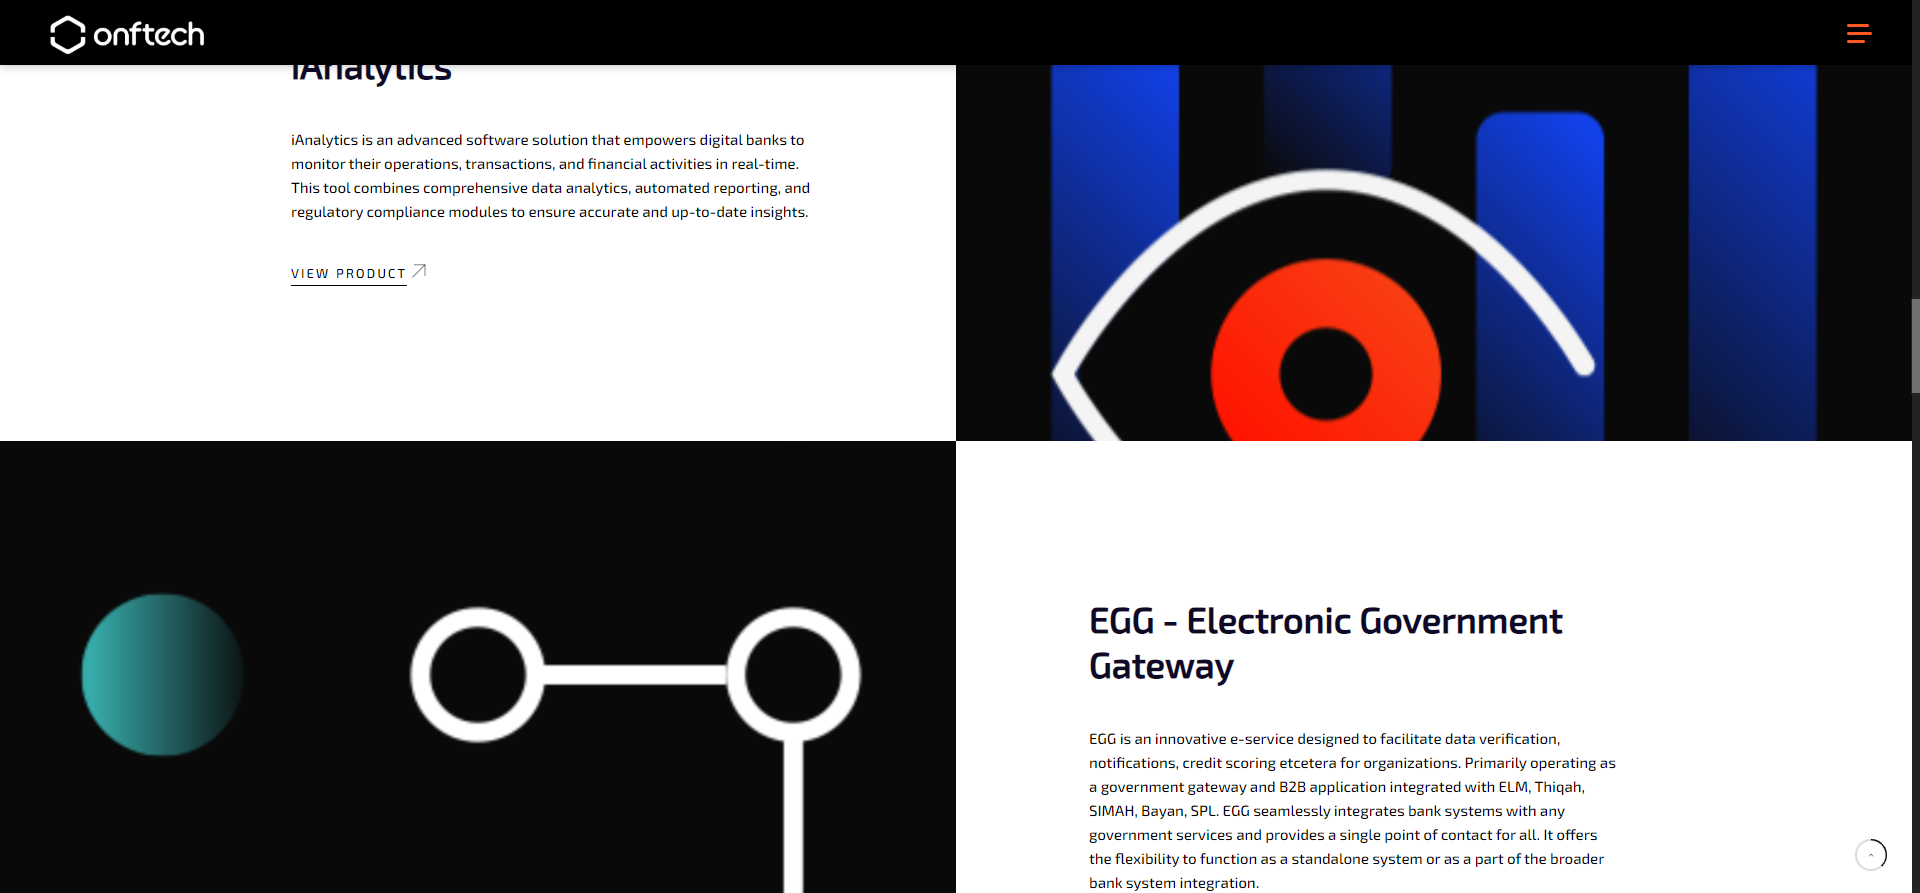 onftech
iAnalytics
iAnalytics is an advanced software solution that empowers digital banks to
monitor their operations, transactions, and financial activities in real-time.
This tool combines comprehensive data analytics, automated reporting, and
regulatory compliance modules to ensure accurate and up-to-date insights.
VIEW PRODUCT
EGG - Electronic Government
Gateway
EGG is an innovative e-service designed to facilitate data verification,
notifications, credit scoring etcetera for organizations. Primarily operating as
a government gateway and B2B application integrated with ELM, Thiqah,
SIMAH, Bayan, SPL. EGG seamlessly integrates bank systems with any
government services and provides a single point of contact for all. It offers
the flexibility to function as a standalone system or as a part of the broader
bank system integration.